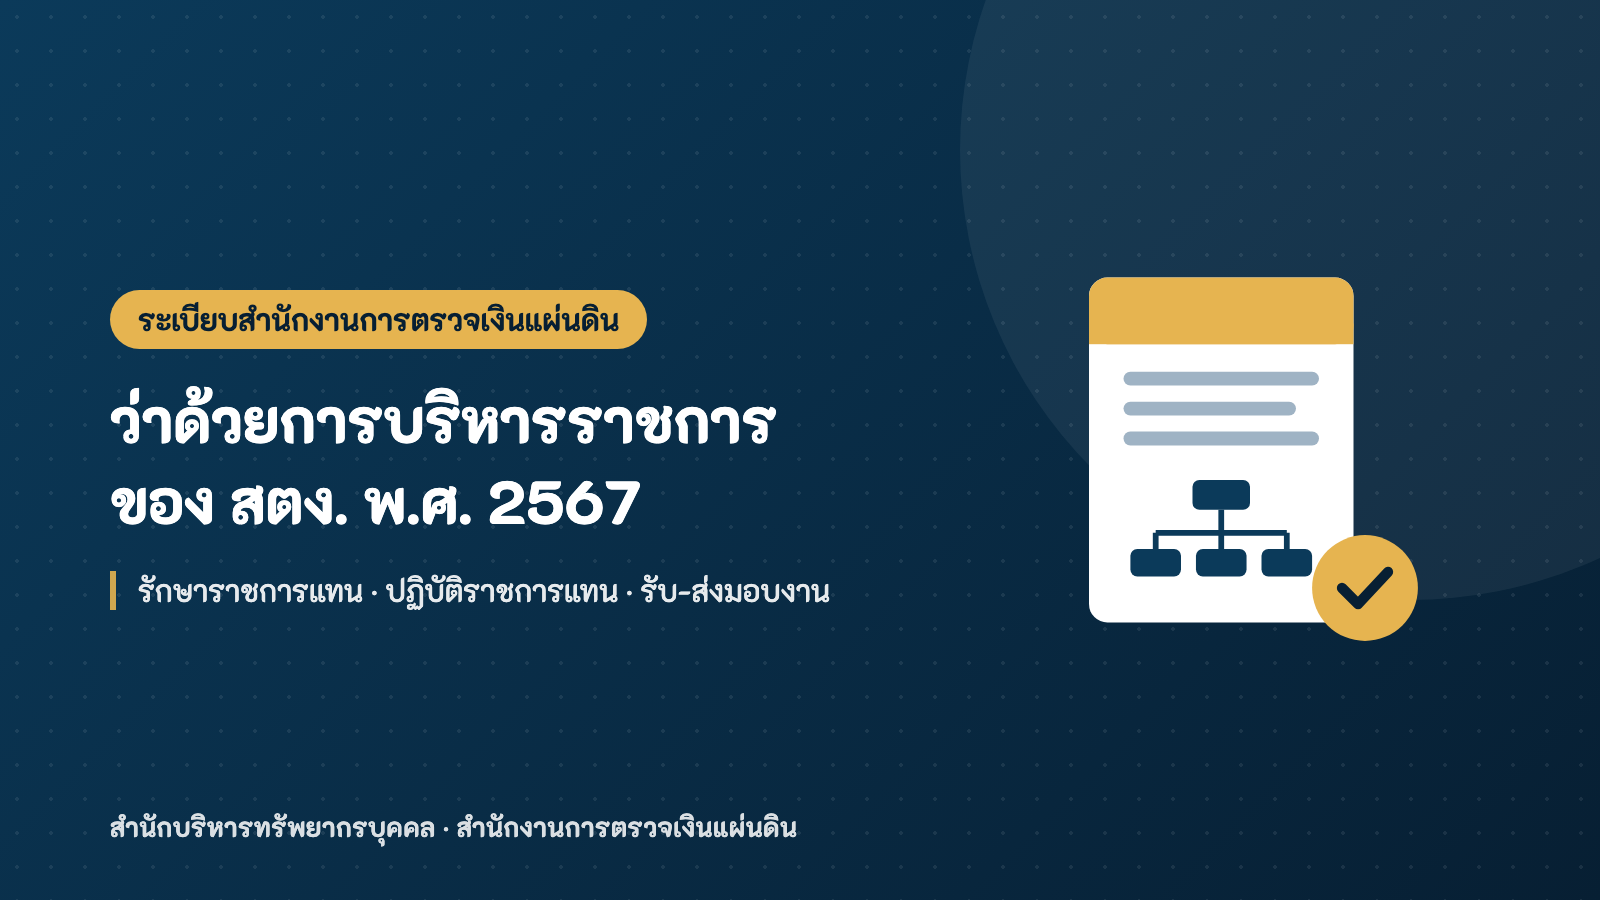 ระเบียบสำนักงานการตรวจเงินแผ่นดิน
ว่าด้วยการบริหารราชการ
ของ สตง. พ.ศ. 2567
รักษาราชการแทน · ปฏิบัติราชการแทน · รับ-ส่งมอบงาน
สำนักบริหารทรัพยากรบุคคล · สำนักงานการตรวจเงินแผ่นดิน